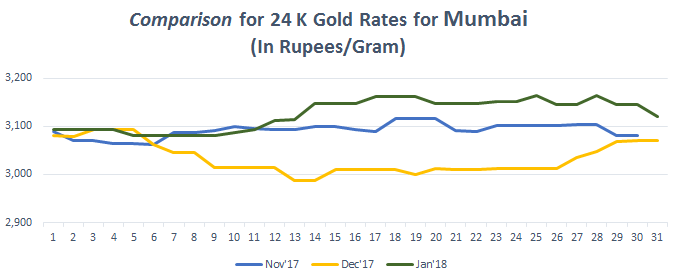 Comparison for 24 K Gold Rates for Mumbai
(In Rupees/Gram)
3,200
3,100
3,000
2,900
1 2 3 4 5 6 7 8 9 10 11 12 13 14 15 16 17 18 19 20 21 22 23 24 25 26 27 28 29 30 31
Nov'17 Dec'17 Jan'18